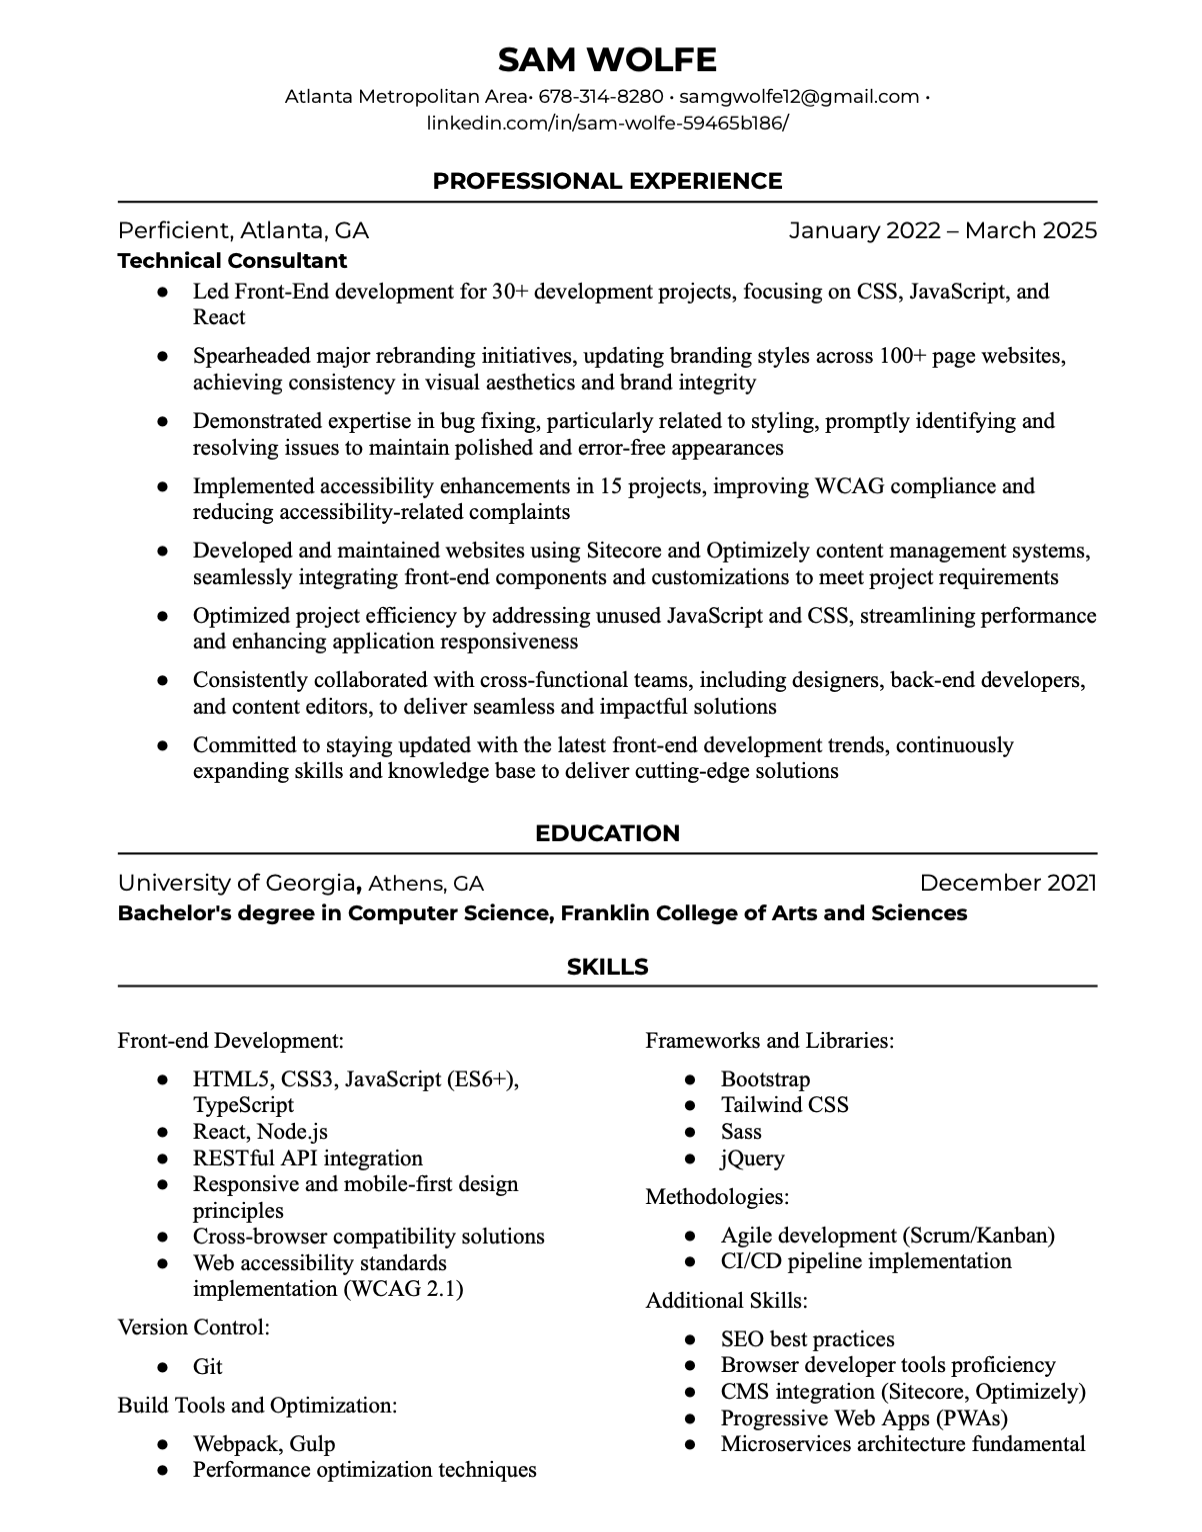 SAM WOLFE
Atlanta Metropolitan Area· 678-314-8280 · samgwolfe12@gmail.com ·
linkedin.com/in/sam-wolfe-59465b186/
PROFESSIONAL EXPERIENCE
Perficient, Atlanta, GA January 2022 – March 2025
Technical Consultant
● Led Front-End development for 30+ development projects, focusing on CSS, JavaScript, and
React
● Spearheaded major rebranding initiatives, updating branding styles across 100+ page websites,
achieving consistency in visual aesthetics and brand integrity
● Demonstrated expertise in bug fixing, particularly related to styling, promptly identifying and
resolving issues to maintain polished and error-free appearances
● Implemented accessibility enhancements in 15 projects, improving WCAG compliance and
reducing accessibility-related complaints
● Developed and maintained websites using Sitecore and Optimizely content management systems,
seamlessly integrating front-end components and customizations to meet project requirements
● Optimized project efficiency by addressing unused JavaScript and CSS, streamlining performance
and enhancing application responsiveness
● Consistently collaborated with cross-functional teams, including designers, back-end developers,
and content editors, to deliver seamless and impactful solutions
● Committed to staying updated with the latest front-end development trends, continuously
expanding skills and knowledge base to deliver cutting-edge solutions
EDUCATION
University of Georgia, Athens, GA December 2021
Bachelor's degree in Computer Science, Franklin College of Arts and Sciences
SKILLS
Front-end Development:
● HTML5, CSS3, JavaScript (ES6+),
TypeScript
● React, Node.js
● RESTful API integration
● Responsive and mobile-first design
principles
● Cross-browser compatibility solutions
● Web accessibility standards
implementation (WCAG 2.1)
Version Control:
● Git
Build Tools and Optimization:
● Webpack, Gulp
● Performance optimization techniques
Frameworks and Libraries:
● Bootstrap
● Tailwind CSS
● Sass
● jQuery
Methodologies:
● Agile development (Scrum/Kanban)
● CI/CD pipeline implementation
Additional Skills:
● SEO best practices
● Browser developer tools proficiency
● CMS integration (Sitecore, Optimizely)
● Progressive Web Apps (PWAs)
● Microservices architecture fundamental